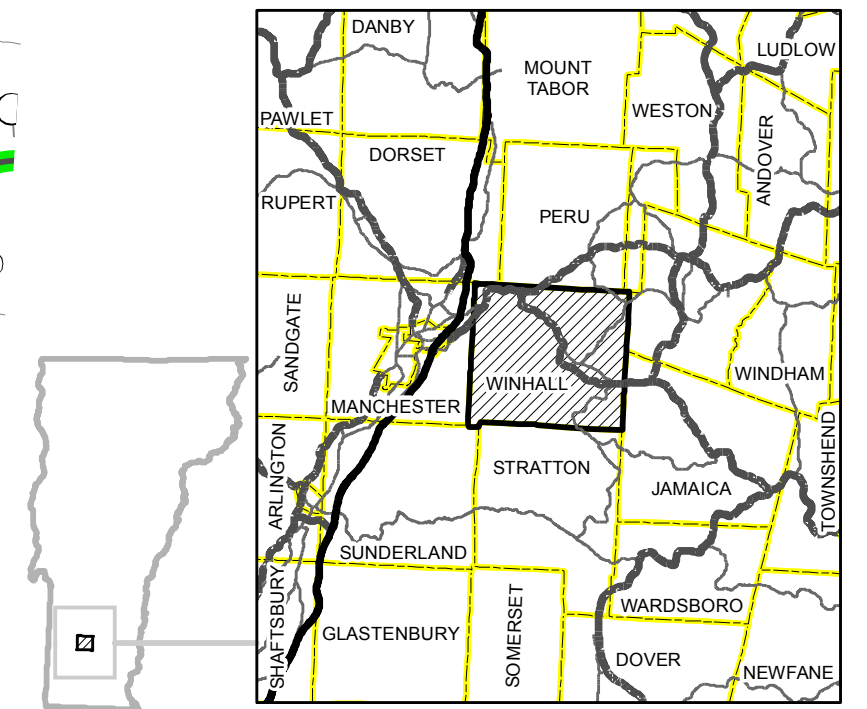 DANBY
LUDLOW
MOUNT
TABOR
WESTON
PAWLET
ANDOVER
DORSET
RUPERT
PERU
SANDGATE
WINHALL
WINDHAM
MANCHESTER
ARLINGTON
STRATTON
JAMAICA
TOWNSHEND
SUNDERLAND
SHAFTSBURY
WARDSBORO
GLASTENBURY
SOMERSET
DOVER
NEWFANE